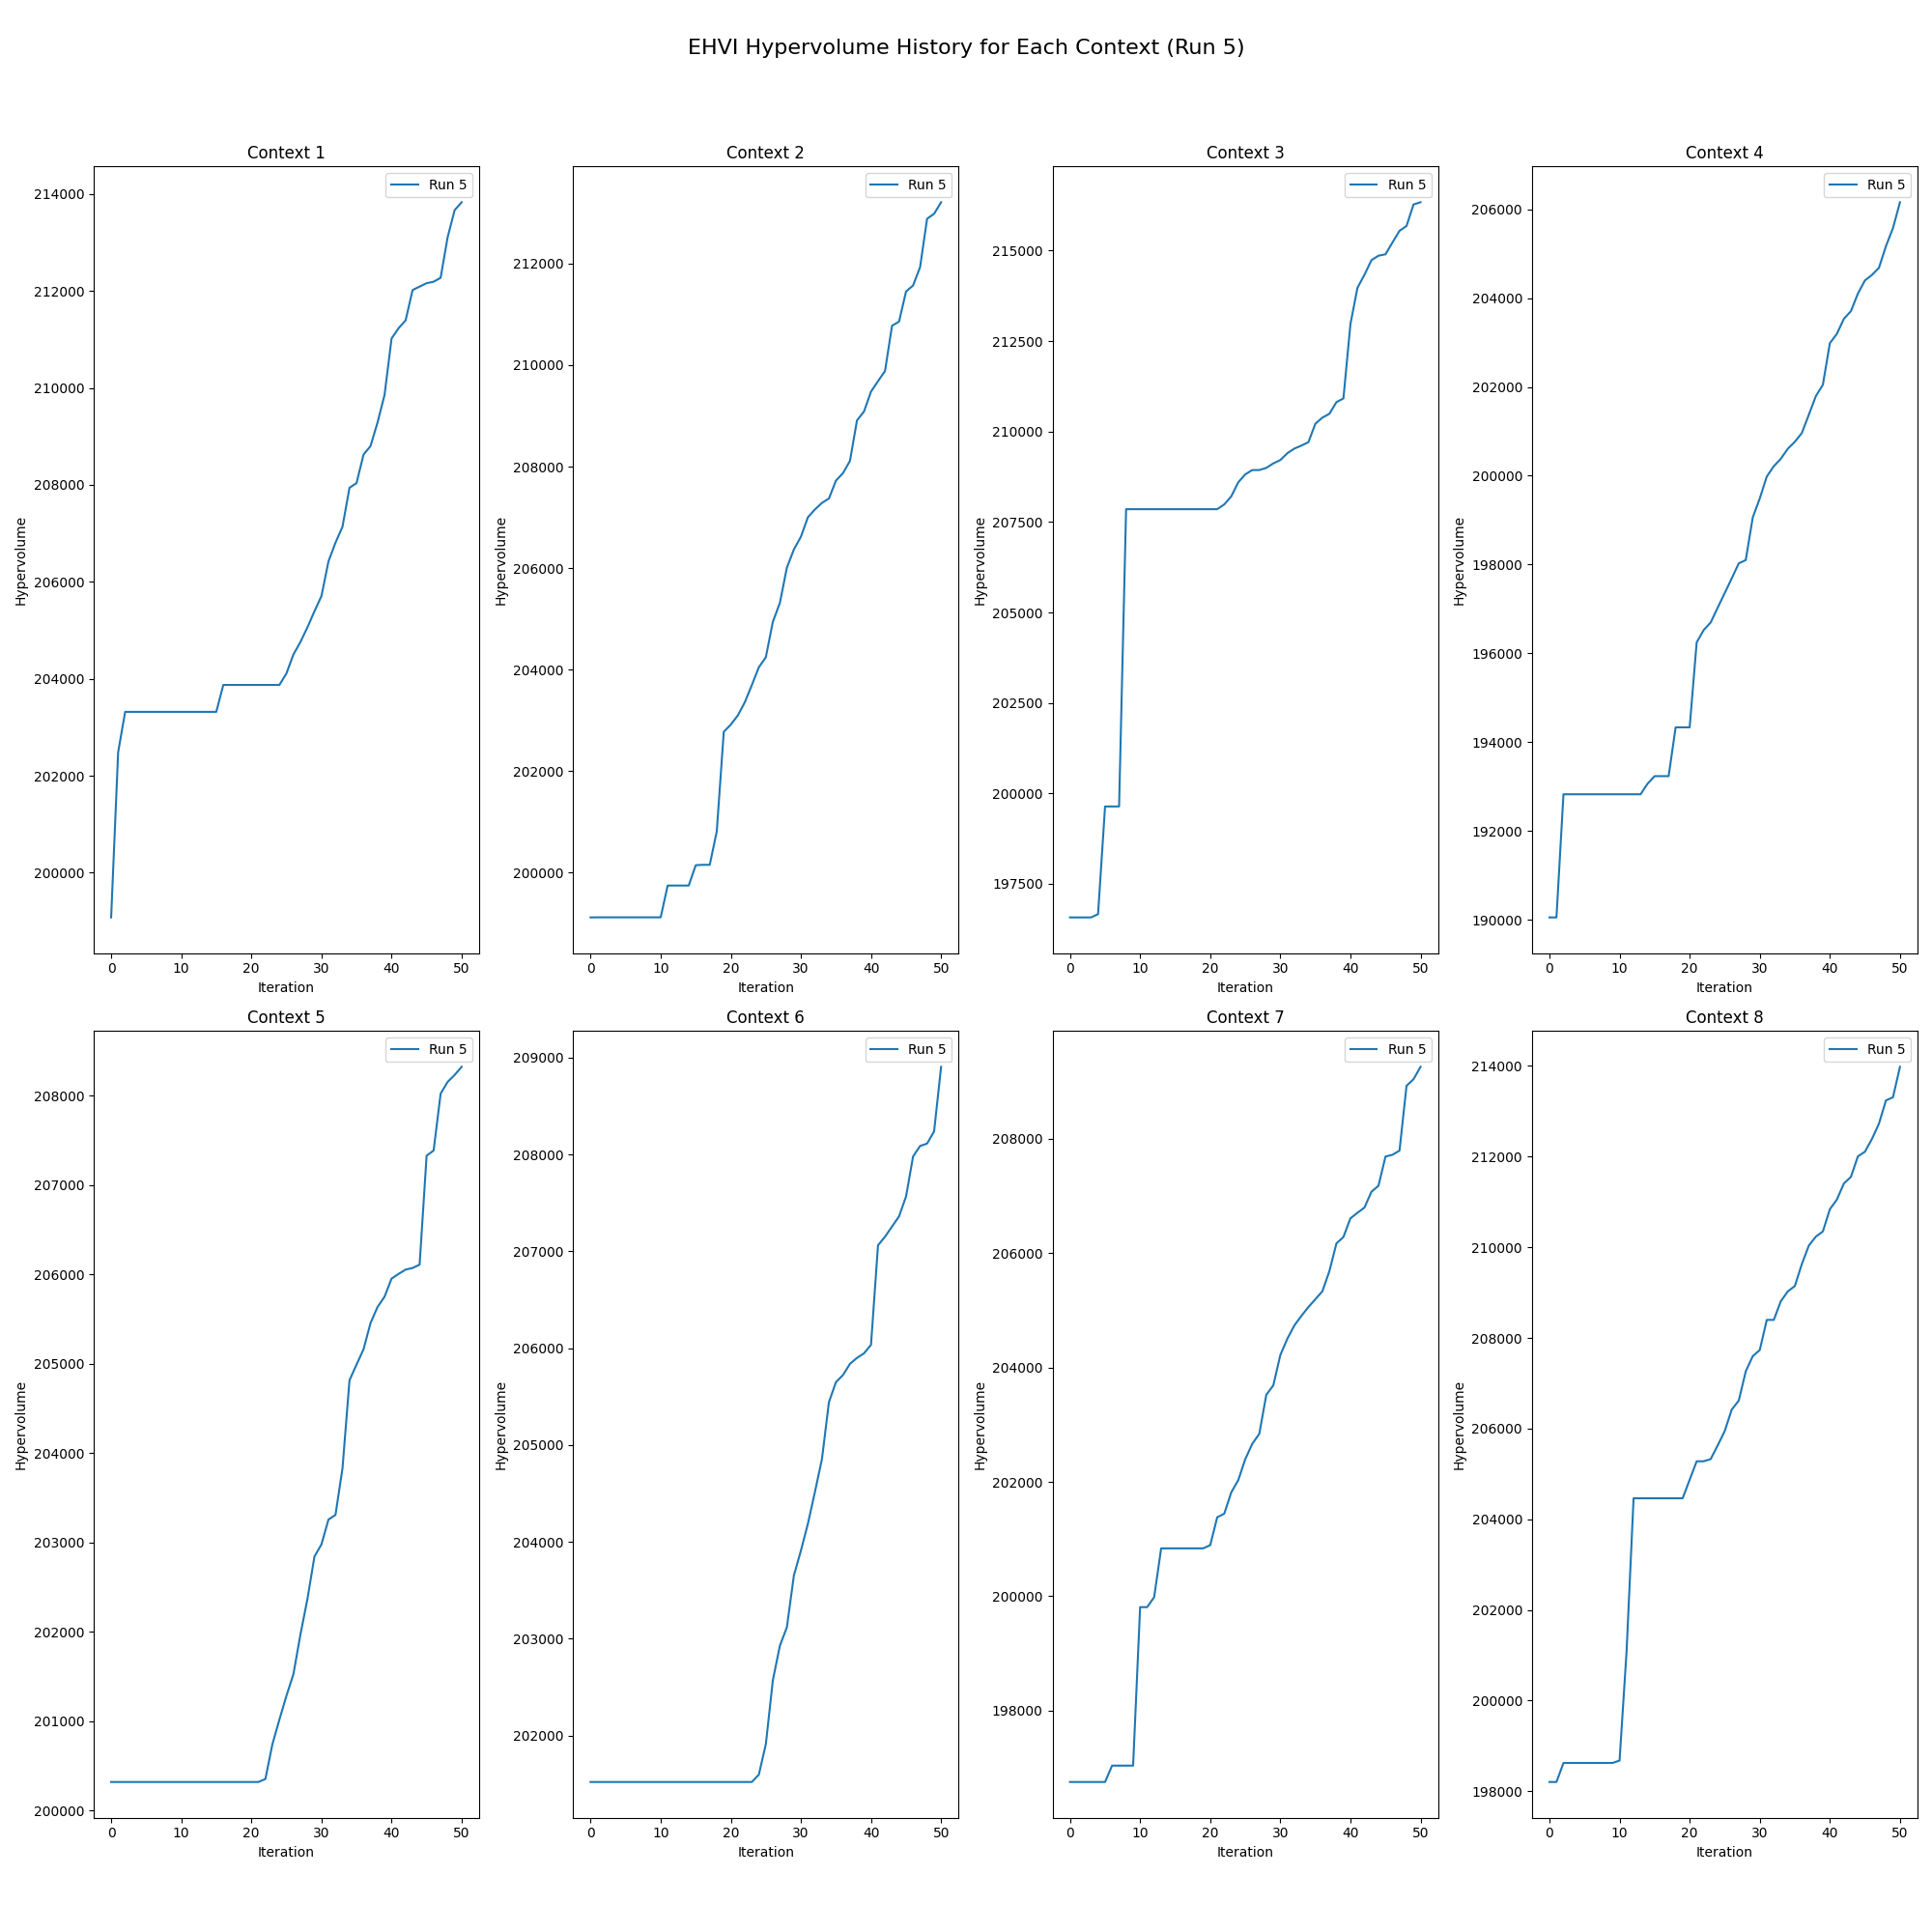 EHVI Hypervolume History for Each Context (Run 5)
Context 1
Run 5
214000
212000
210000
208000
206000
204000
202000
200000
Hypervolume
0 10 20 30 40 50
Iteration
Context 2
Run 5
212000
210000
208000
206000
204000
202000
200000
Hypervolume
0 10 20 30 40 50
Iteration
Context 3
Run 5
215000
212500
210000
207500
205000
202500
200000
197500
Hypervolume
0 10 20 30 40 50
Iteration
Context 4
Run 5
206000
204000
202000
200000
198000
196000
194000
192000
190000
Hypervolume
0 10 20 30 40 50
Iteration
Context 5
Run 5
208000
207000
206000
205000
204000
203000
202000
201000
200000
Hypervolume
0 10 20 30 40 50
Iteration
Context 6
Run 5
209000
208000
207000
206000
205000
204000
203000
202000
Hypervolume
0 10 20 30 40 50
Iteration
Context 7
Run 5
208000
206000
204000
202000
200000
198000
Hypervolume
0 10 20 30 40 50
Iteration
Context 8
Run 5
214000
212000
210000
208000
206000
204000
202000
200000
198000
Hypervolume
0 10 20 30 40 50
Iteration